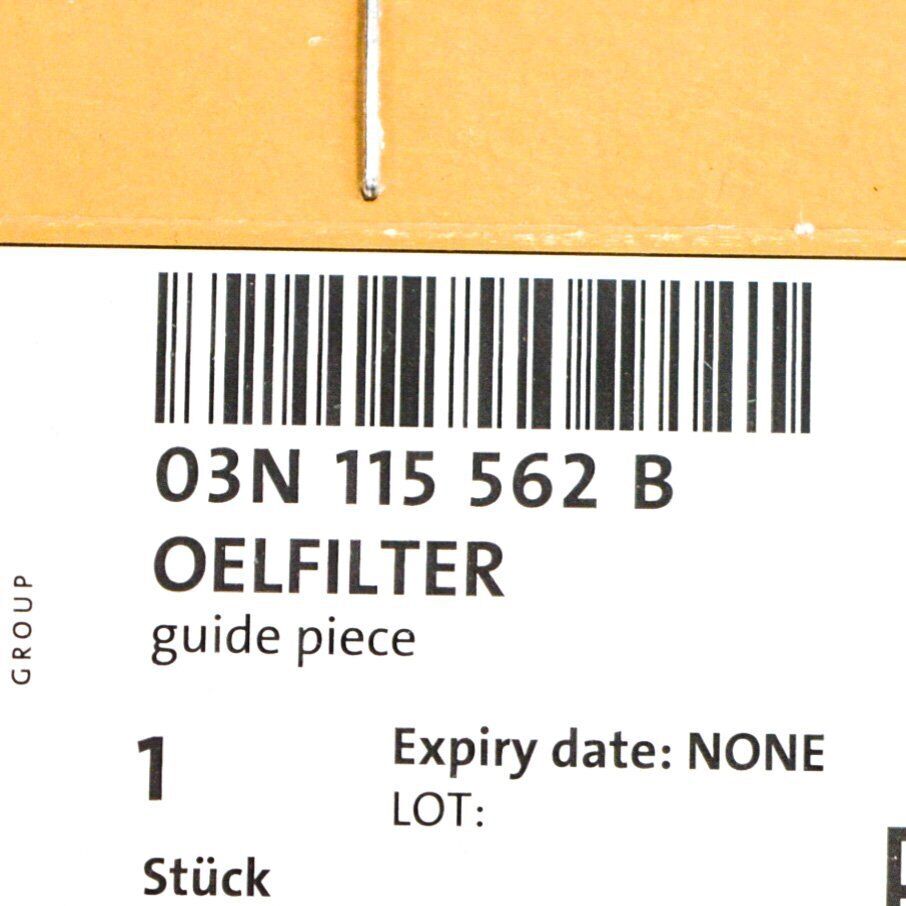 03N 115 562 B
OELFILTER
guide piece
GROUP
1
Expiry date: NONE
LOT:
Stück